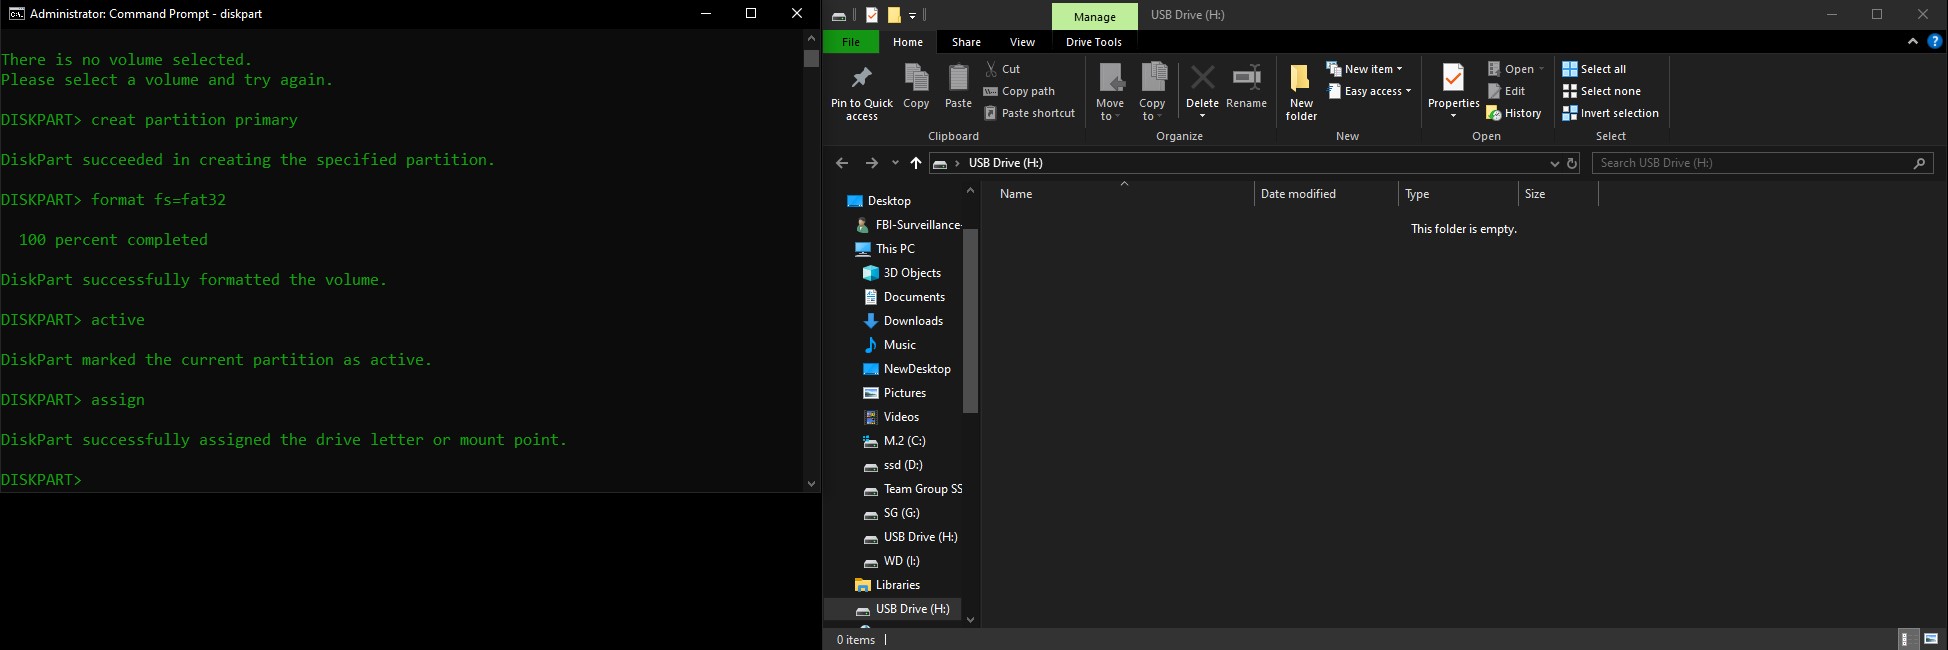 Administrator: Command Prompt - diskpart
There is no volume selected.
Please select a volume and try again.
DISKPART> creat partition primary
DiskPart succeeded in creating the specified partition.
DISKPART> format fs=fat32
100 percent completed
DiskPart successfully formatted the volume.
DISKPART> active
DiskPart marked the current partition as active.
DISKPART> assign
DiskPart successfully assigned the drive letter or mount point.
DISKPART>
Manage
USB Drive (H:)
File
Home
Share
View
Drive Tools
Pin to Quick access
Copy
Paste
Cut
Copy path
Paste shortcut
Clipboard
Move to
Copy to
Delete
Rename
Organize
New folder
New item
Easy access
New
Properties
Open
Edit
History
Open
Select all
Select none
Invert selection
Select
USB Drive (H:)
Search USB Drive (H:)
Name
Date modified
Type
Size
This folder is empty.
Desktop
FBI-Surveillance-
This PC
3D Objects
Documents
Downloads
Music
NewDesktop
Pictures
Videos
M.2 (C:)
ssd (D:)
Team Group SS
SG (G:)
USB Drive (H:)
WD (I:)
Libraries
USB Drive (H:)
0 items